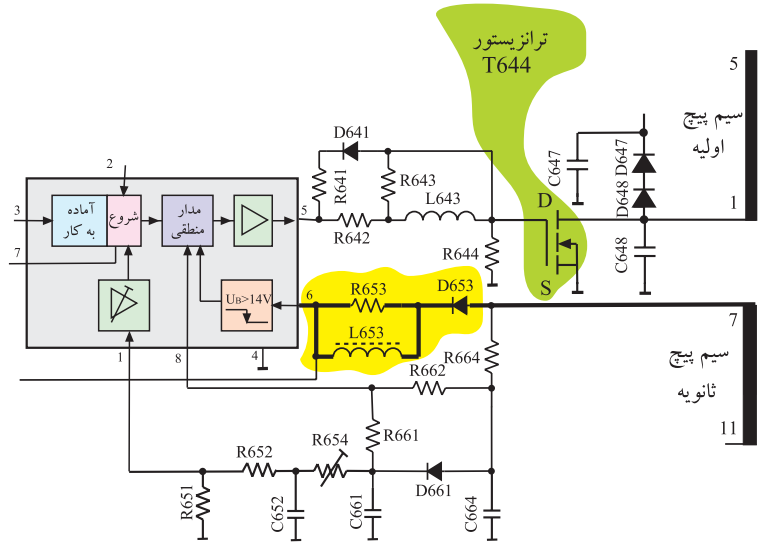 ترانزیستور
T644
5
سیم پیچ
اولیه
1
D641
C647
D647
D648
2
R641
R643
L643
D
3
آماده
به کار
شروع
مدار
منطقی
5
R642
R644
C648
S
7
6
R653
D653
UB>14V
L653
7
سیم پیچ
ثانویه
11
1
8
4
R664
R662
R661
R652
R654
D661
R651
C652
C661
C664